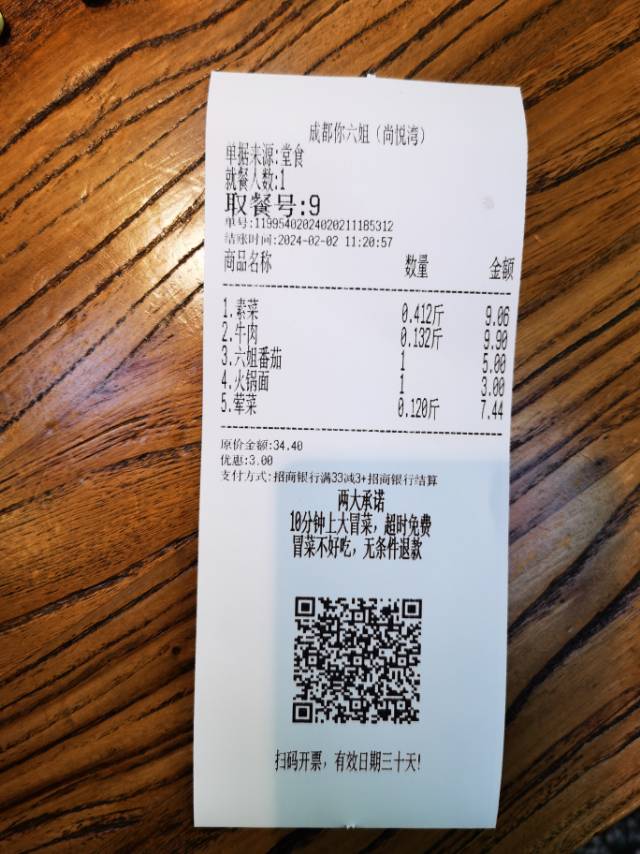 成都你六姐（尚悦湾）
单据来源:堂食
就餐人数:1
取餐号:9
单号:11995402024020211185312
结账时间:2024-02-02 11:20:57
商品名称 数量 金额
1.素菜 0.412斤 9.06
2.牛肉 0.132斤 9.90
3.六姐番茄 1 5.00
4.火锅面 1 3.00
5.荤菜 0.120斤 7.44
原价金额:34.40
优惠:3.00
支付方式:招商银行满33减3+招商银行结算
两大承诺
10分钟上大冒菜，超时免费
冒菜不好吃，无条件退款
扫码开票，有效日期三十天!